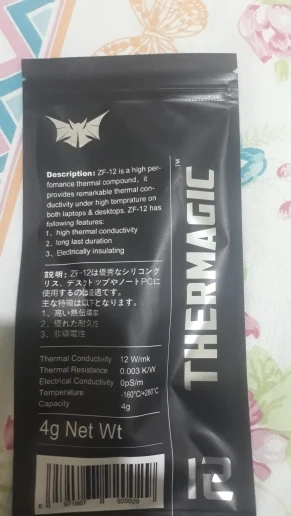 Description: ZF-12 is a high per-
fomance thermal compound，it
provides remarkable thermal con-
ductivity under high temprature on
both laptops & desktops. ZF-12 has
following features:
1、high thermal conductivity
2、long last duration
3、Electrically insulating
説明：ZF-12は優秀なシリコング
リス、デスクトップやノートPCに
使用するのは最適です。
主な特徴は以下となります。
1、高い熱伝導率
2、優れた耐久性
3、非導電性
Thermal Conductivity 12 W/mk
Thermal Resistance 0.003 K/W
Electrical Conductivity 0pS/m
Temperature -160°C/+280°C
Capacity 4g
4g Net Wt
THERMAGIC™
12